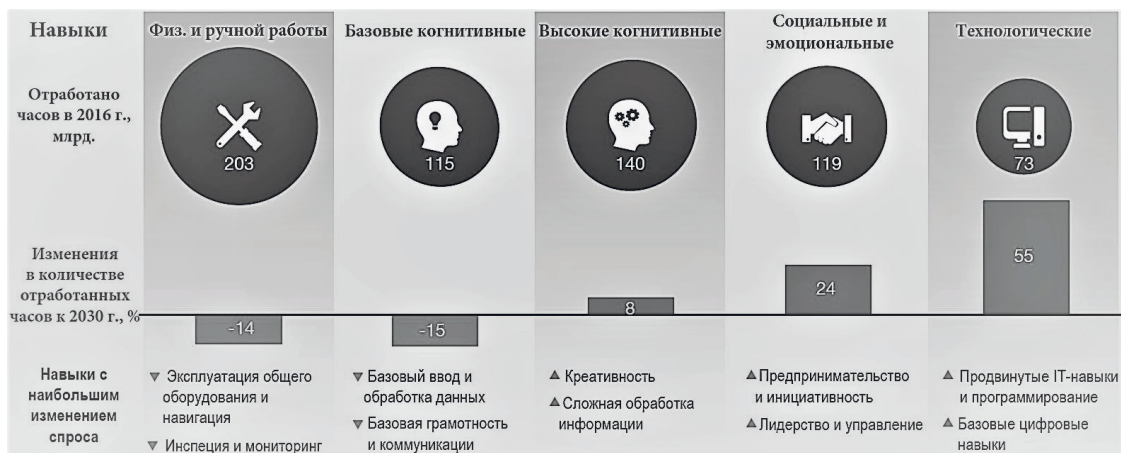 Навыки
Физ. и ручной работы
Базовые когнитивные
Высокие когнитивные
Социальные и
эмоциональные
Технологические
Отработано
часов в 2016 г.,
млрд.
203
115
140
119
73
Изменения
в количестве
отработанных
часов к 2030 г., %
-14
-15
8
24
55
Навыки с
наибольшим
изменением
спроса
▼ Эксплуатация общего
оборудования и
навигация
▼ Инспеция и мониторинг
▼ Базовый ввод и
обработка данных
▼ Базовая грамотность
и коммуникации
▲ Креативность
▲ Сложная обработка
информации
▲ Предпринимательство
и инициативность
▲ Лидерство и управление
▲ Продвинутые IT-навыки
и программирование
▲ Базовые цифровые
навыки